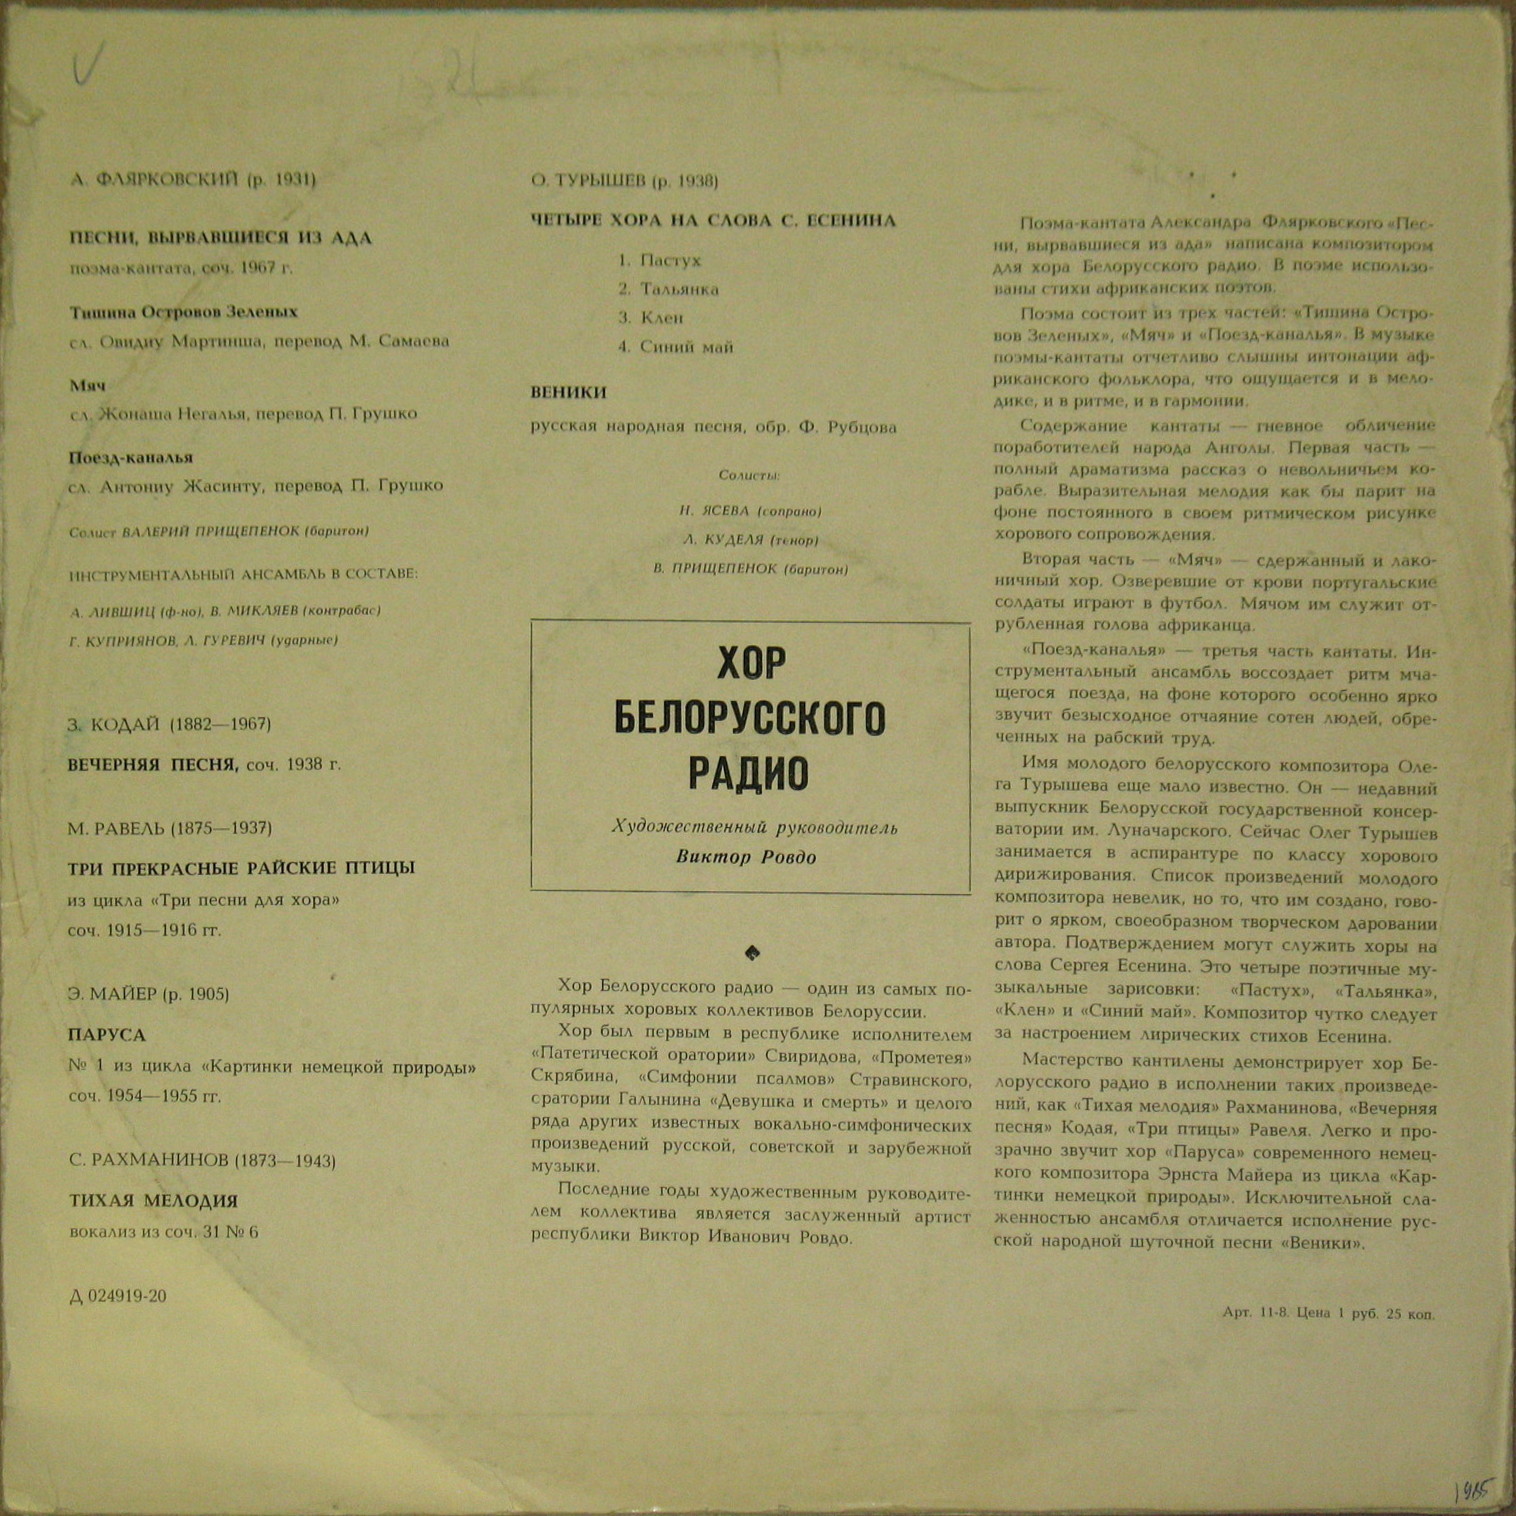 А. ФЛЯРКОВСКИЙ (р. 1931)
ПЕСНИ, ВЫРВАВШИЕСЯ ИЗ АДА
поэма-кантата, соч. 1967 г.
Тишина Островов Зеленых
сл. Овидиу Мартинша, перевод М. Самаева
Мяч
сл. Жонаша Негалья, перевод П. Грушко
Поезд-каналья
сл. Антониу Жасинту, перевод П. Грушко
Солист ВАЛЕРИЙ ПРИЩЕПЕНОК (баритон)
ИНСТРУМЕНТАЛЬНЫЙ АНСАМБЛЬ В СОСТАВЕ:
А. ЛИВШИЦ (ф-но), В. МИКЛЯЕВ (контрабас)
Г. КУПРИЯНОВ, Л. ГУРЕВИЧ (ударные)
З. КОДАЙ (1882—1967)
ВЕЧЕРНЯЯ ПЕСНЯ, соч. 1938 г.
М. РАВЕЛЬ (1875—1937)
ТРИ ПРЕКРАСНЫЕ РАЙСКИЕ ПТИЦЫ
из цикла «Три песни для хора»
соч. 1915—1916 гг.
Э. МАЙЕР (р. 1905)
ПАРУСА
№ 1 из цикла «Картинки немецкой природы»
соч. 1954—1955 гг.
С. РАХМАНИНОВ (1873—1943)
ТИХАЯ МЕЛОДИЯ
вокализ из соч. 31 № 6
Д 024919-20
О. ТУРЫШЕВ (р. 1938)
ЧЕТЫРЕ ХОРА НА СЛОВА С. ЕСЕНИНА
1. Пастух
2. Тальянка
3. Клен
4. Синий май
ВЕНИКИ
русская народная песня, обр. Ф. Рубцова
Солисты:
Н. ЯСЕВА (сопрано)
Л. КУДЕЛЯ (тенор)
В. ПРИЩЕПЕНОК (баритон)
ХОР
БЕЛОРУССКОГО
РАДИО
Художественный руководитель
Виктор Ровдо
Хор Белорусского радио — один из самых по-
пулярных хоровых коллективов Белоруссии.
Хор был первым в республике исполнителем
«Патетической оратории» Свиридова, «Прометея»
Скрябина, «Симфонии псалмов» Стравинского,
сратории Галынина «Девушка и смерть» и целого
ряда других известных вокально-симфонических
произведений русской, советской и зарубежной
музыки.
Последние годы художественным руководите-
лем коллектива является заслуженный артист
республики Виктор Иванович Ровдо.
Поэма-кантата Александра Флярковского «Пес-
ни, вырвавшиеся из ада» написана композитором
для хора Белорусского радио. В поэме использо-
ваны стихи африканских поэтов.
Поэма состоит из трех частей: «Тишина Остро-
вов Зеленых», «Мяч» и «Поезд-каналья». В музыке
поэмы-кантаты отчетливо слышны интонации аф-
риканского фольклора, что ощущается и в мело-
дике, и в ритме, и в гармонии.
Содержание кантаты — гневное обличение
поработителей народа Анголы. Первая часть —
полный драматизма рассказ о невольничьем ко-
рабле. Выразительная мелодия как бы парит на
фоне постоянного в своем ритмическом рисунке
хорового сопровождения.
Вторая часть — «Мяч» — сдержанный и лако-
ничный хор. Озверевшие от крови португальские
солдаты играют в футбол. Мячом им служит от-
рубленная голова африканца.
«Поезд-каналья» — третья часть кантаты. Ин-
струментальный ансамбль воссоздает ритм мча-
щегося поезда, на фоне которого особенно ярко
звучит безысходное отчаяние сотен людей, обре-
ченных на рабский труд.
Имя молодого белорусского композитора Оле-
га Турышева еще мало известно. Он — недавний
выпускник Белорусской государственной консер-
ватории им. Луначарского. Сейчас Олег Турышев
занимается в аспирантуре по классу хорового
дирижирования. Список произведений молодого
композитора невелик, но то, что им создано, гово-
рит о ярком, своеобразном творческом даровании
автора. Подтверждением могут служить хоры на
слова Сергея Есенина. Это четыре поэтичные му-
зыкальные зарисовки: «Пастух», «Тальянка»,
«Клен» и «Синий май». Композитор чутко следует
за настроением лирических стихов Есенина.
Мастерство кантилены демонстрирует хор Бе-
лорусского радио в исполнении таких произведе-
ний, как «Тихая мелодия» Рахманинова, «Вечерняя
песня» Кодая, «Три птицы» Равеля. Легко и про-
зрачно звучит хор «Паруса» современного немец-
кого композитора Эрнста Майера из цикла «Кар-
тинки немецкой природы». Исключительной сла-
женностью ансамбля отличается исполнение рус-
ской народной шуточной песни «Веники».
Арт. 11-8. Цена 1 руб. 25 коп.